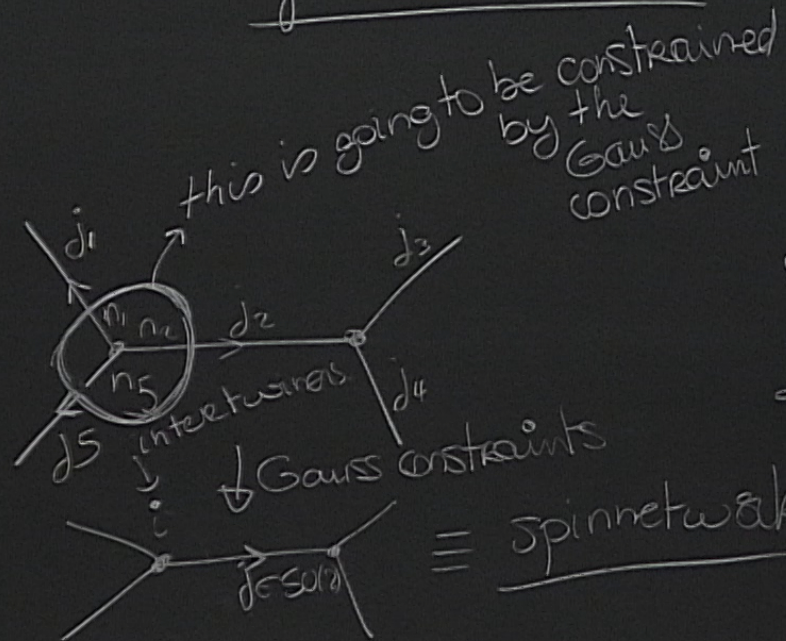 this is going to be constrained
by the
Gauss
constraint
j1
j3
n1 n2
j2
n5
j4
j5
intertwiners
Gauss constraints
i
≡ spinnetwork
j∈SU(2)